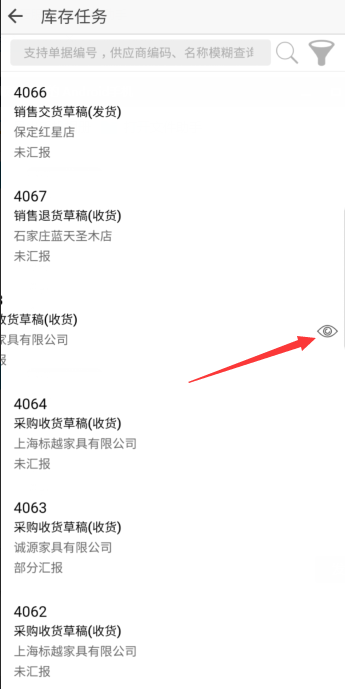 库存任务
支持单据编号，供应商编码、名称模糊查询
4066
销售交货草稿(发货)
保定红星店
未汇报
4067
销售退货草稿(收货)
石家庄蓝天圣木店
未汇报
货草稿(收货)
家具有限公司
报
4064
采购收货草稿(收货)
上海标越家具有限公司
未汇报
4063
采购收货草稿(收货)
诚源家具有限公司
部分汇报
4062
采购收货草稿(收货)
上海标越家具有限公司
未汇报